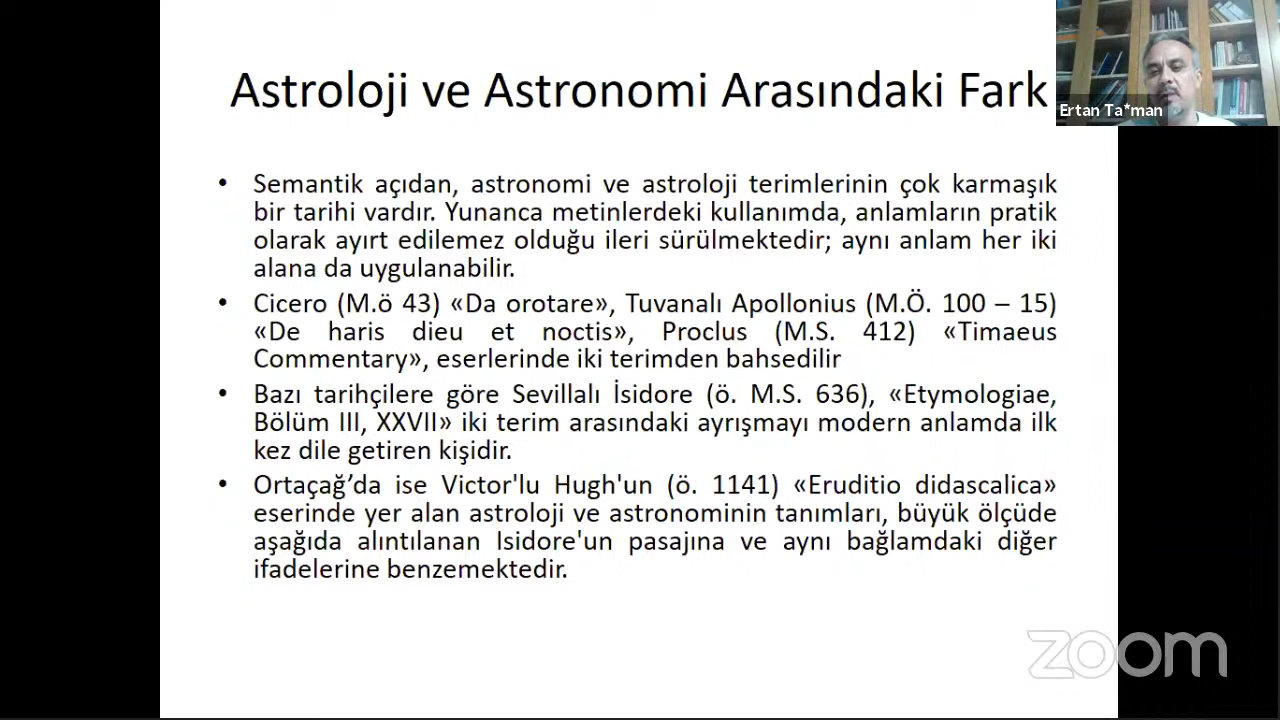 Astroloji ve Astronomi Arasındaki Fark
Ertan Ta*man
• Semantik açıdan, astronomi ve astroloji terimlerinin çok karmaşık
bir tarihi vardır. Yunanca metinlerdeki kullanımda, anlamların pratik
olarak ayırt edilemez olduğu ileri sürülmektedir; aynı anlam her iki
alana da uygulanabilir.
• Cicero (M.ö 43) «Da orotare», Tuvanalı Apollonius (M.Ö. 100 – 15)
«De haris dieu et noctis», Proclus (M.S. 412) «Timaeus
Commentary», eserlerinde iki terimden bahsedilir
• Bazı tarihçilere göre Sevillalı İsidore (ö. M.S. 636), «Etymologiae,
Bölüm III, XXVII» iki terim arasındaki ayrışmayı modern anlamda ilk
kez dile getiren kişidir.
• Ortaçağ’da ise Victor'lu Hugh'un (ö. 1141) «Eruditio didascalica»
eserinde yer alan astroloji ve astronominin tanımları, büyük ölçüde
aşağıda alıntılanan Isidore'un pasajına ve aynı bağlamdaki diğer
ifadelerine benzemektedir.
zoom